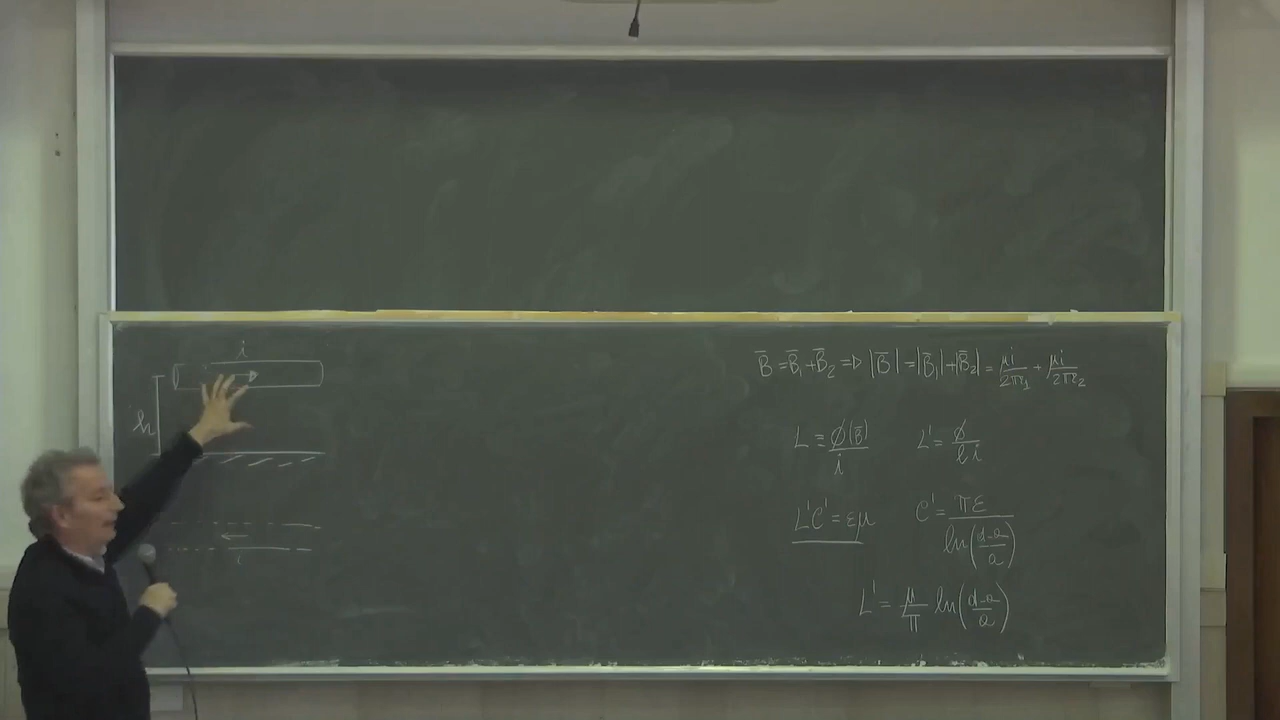 i
h
i
B̄ = B̄₁ + B̄₂ ⇒ |B̄| = |B̄₁| + |B̄₂| = μi/2πr₁ + μi/2πr₂
L ≡ ϕ(B̄)/i L' = ϕ/ℓi
L'C' = εμ C' = πε/ln((d-a)/a)
L' = μ/π ln((d-a)/a)